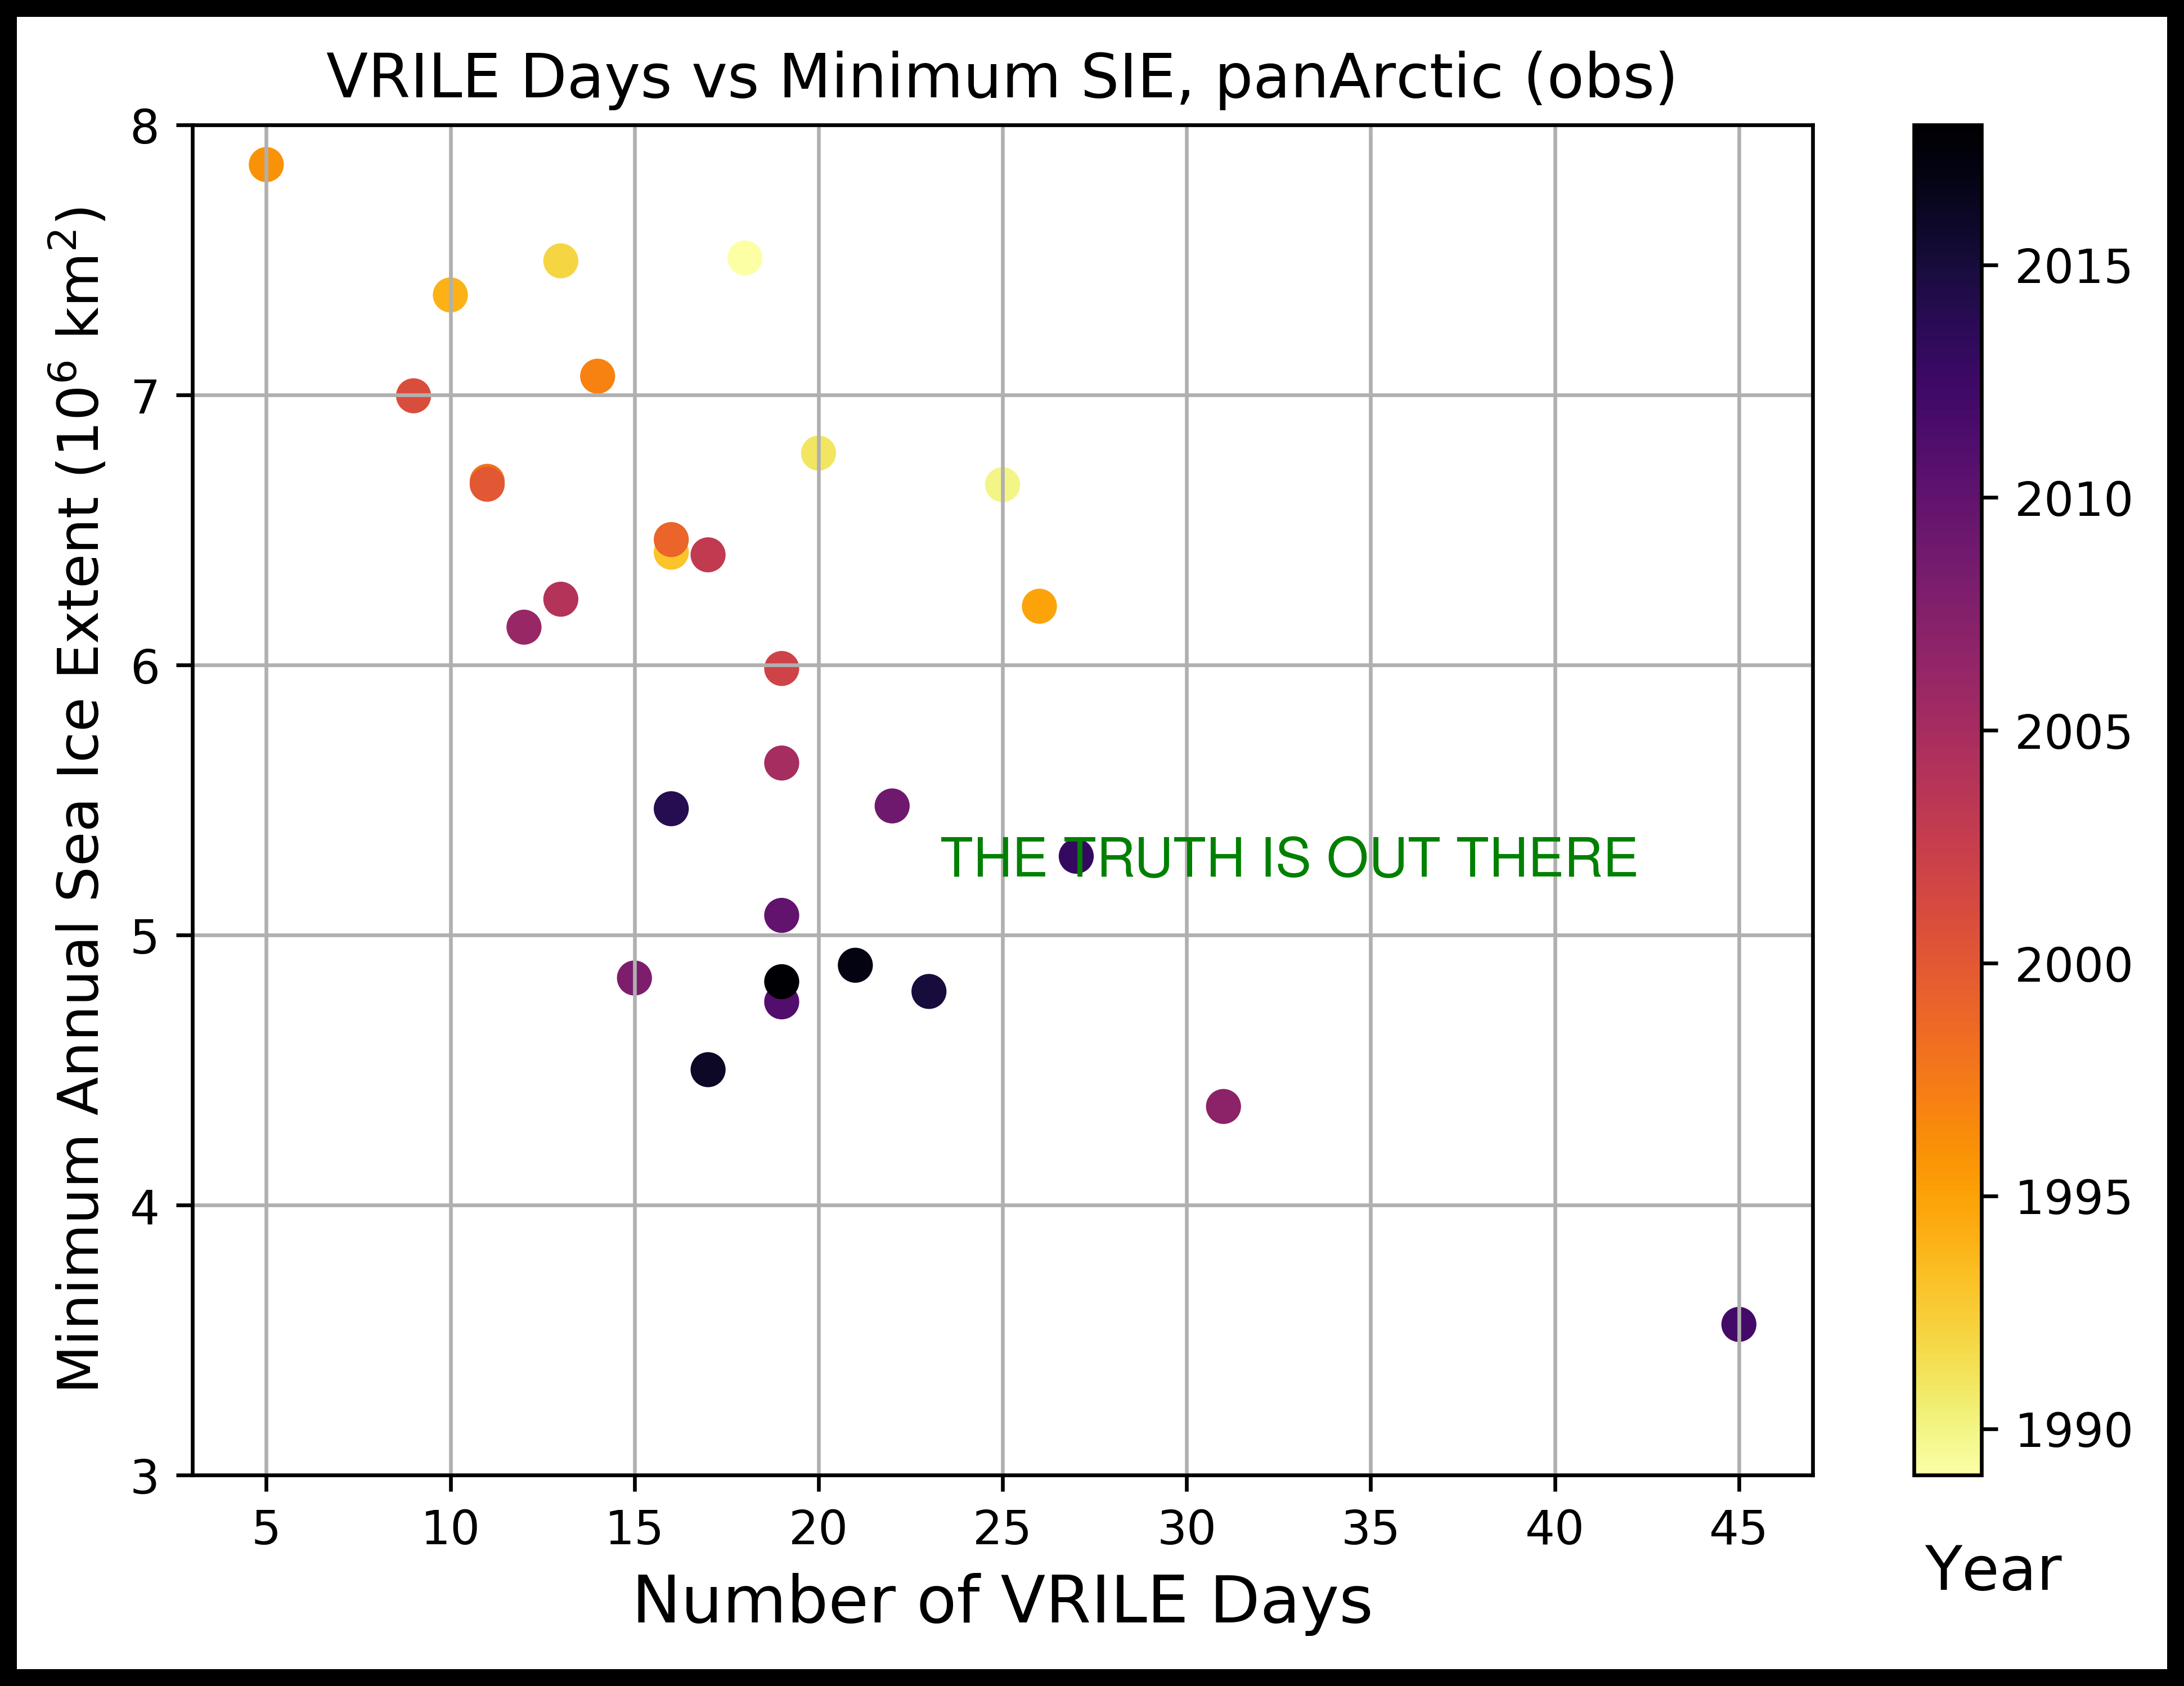 VRILE Days vs Minimum SIE, panArctic (obs)
Minimum Annual Sea Ice Extent (10⁶ km²)
8
7
6
5
4
3
THE TRUTH IS OUT THERE
5 10 15 20 25 30 35 40 45
Number of VRILE Days
2015
2010
2005
2000
1995
1990
Year